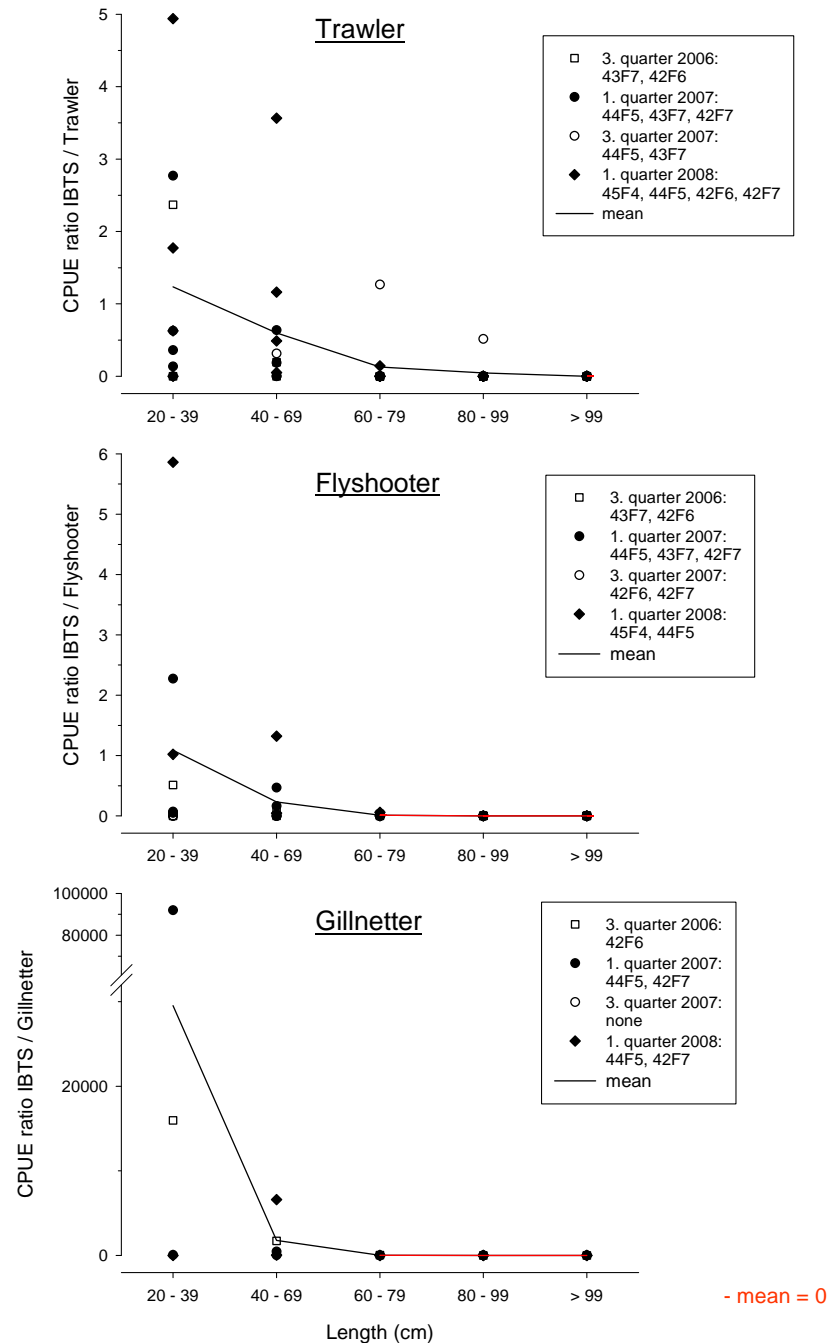 Trawler
CPUE ratio IBTS / Trawler
5
4
3
2
1
0
20 - 39 40 - 69 60 - 79 80 - 99 > 99
3. quarter 2006:
43F7, 42F6
1. quarter 2007:
44F5, 43F7, 42F7
3. quarter 2007:
44F5, 43F7
1. quarter 2008:
45F4, 44F5, 42F6, 42F7
mean
Flyshooter
CPUE ratio IBTS / Flyshooter
6
5
4
3
2
1
0
20 - 39 40 - 69 60 - 79 80 - 99 > 99
3. quarter 2006:
43F7, 42F6
1. quarter 2007:
44F5, 43F7, 42F7
3. quarter 2007:
42F6, 42F7
1. quarter 2008:
45F4, 44F5
mean
Gillnetter
CPUE ratio IBTS / Gillnetter
100000
80000
20000
0
20 - 39 40 - 69 60 - 79 80 - 99 > 99
3. quarter 2006:
42F6
1. quarter 2007:
44F5, 42F7
3. quarter 2007:
none
1. quarter 2008:
44F5, 42F7
mean
- mean = 0
Length (cm)